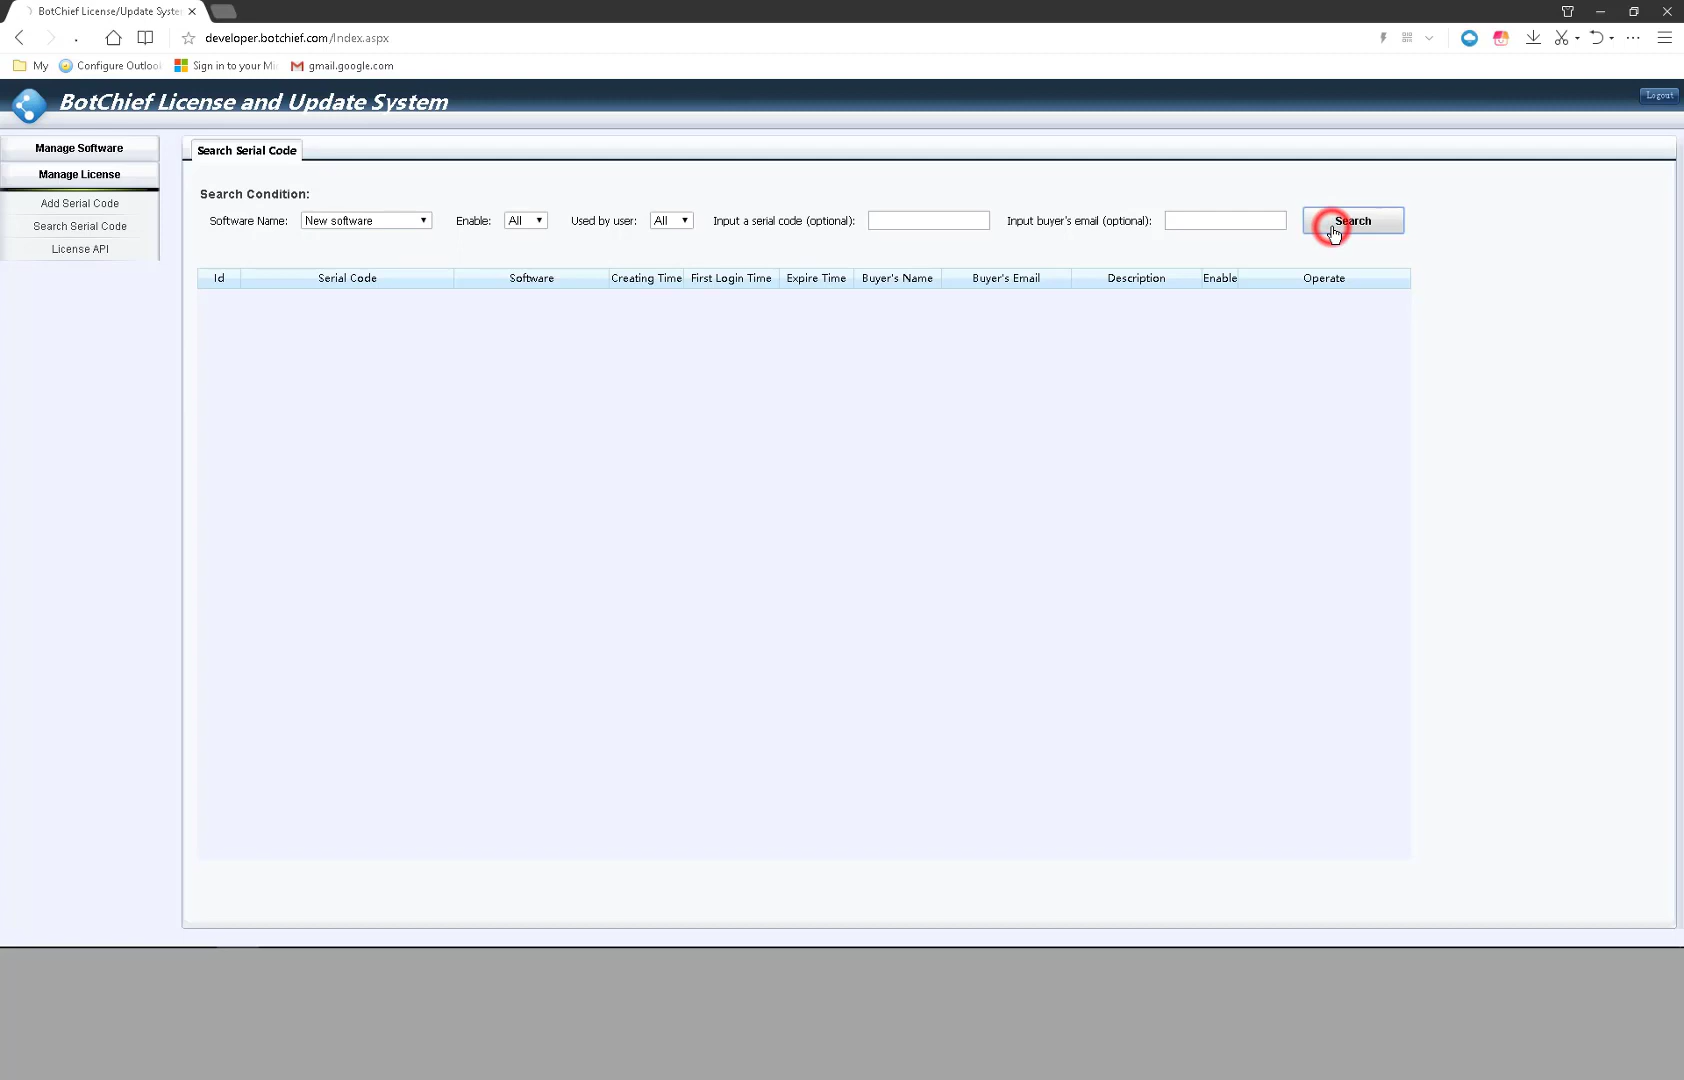 BotChief License/Update Syste
developer.botchief.com/Index.aspx
My Configure Outloo Sign in to your Mi gmail.google.com
BotChief License and Update System
Logout
Manage Software
Manage License
Add Serial Code
Search Serial Code
License API
Search Serial Code
Search Condition:
Software Name: New software Enable: All Used by user: All Input a serial code (optional): Input buyer's email (optional): Search
Id Serial Code Software Creating Time First Login Time Expire Time Buyer's Name Buyer's Email Description Enable Operate